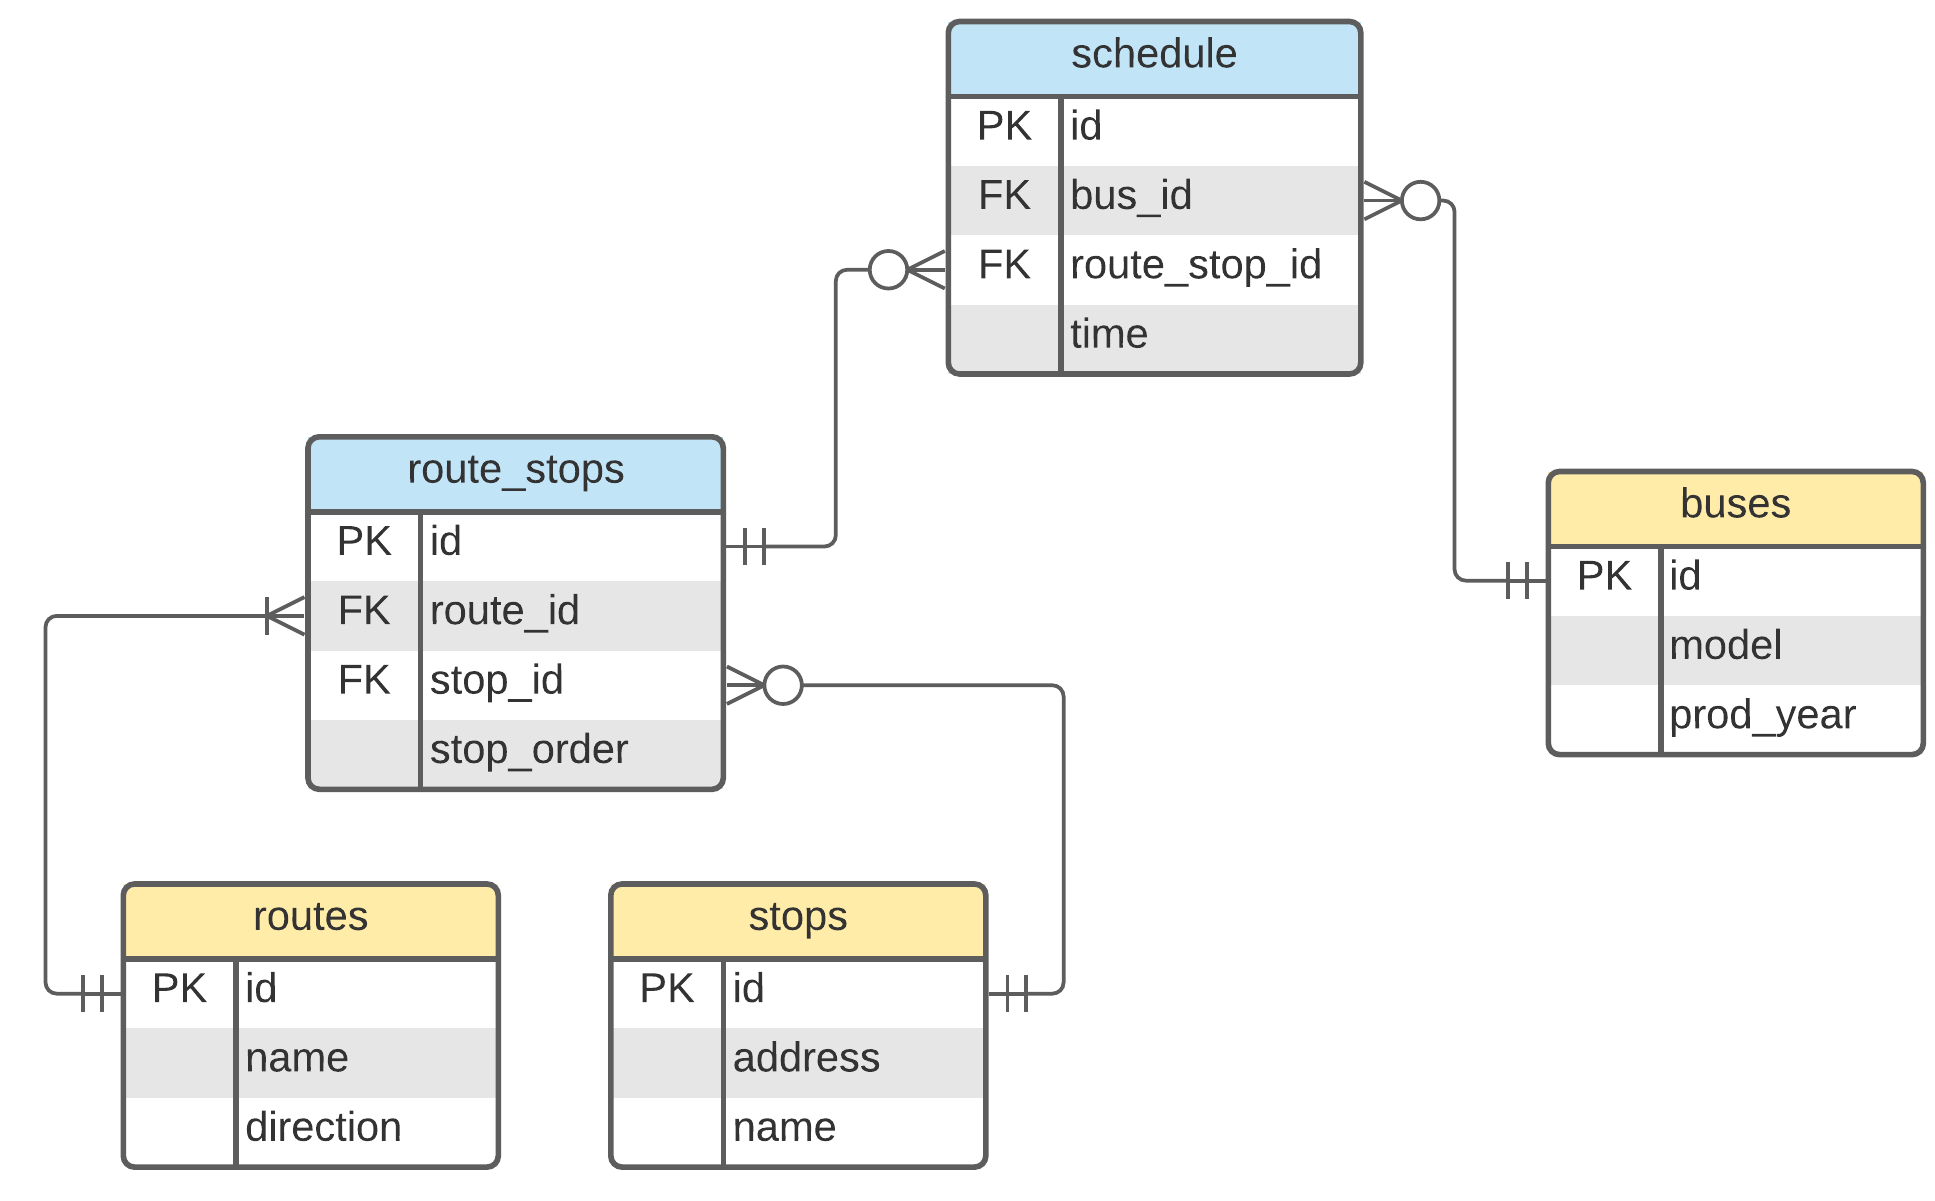 schedule
PK id
FK bus_id
FK route_stop_id
time
route_stops
PK id
FK route_id
FK stop_id
stop_order
buses
PK id
model
prod_year
routes
PK id
name
direction
stops
PK id
address
name